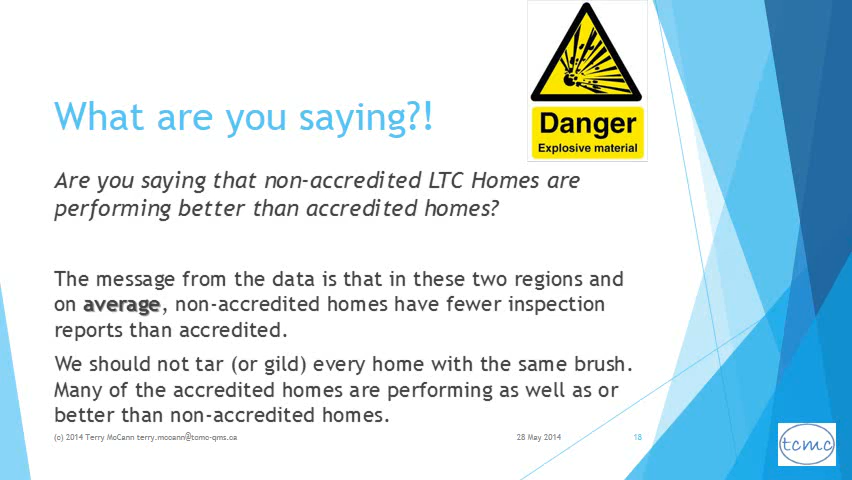 Danger
Explosive material
What are you saying?!
Are you saying that non-accredited LTC Homes are
performing better than accredited homes?
The message from the data is that in these two regions and
on average, non-accredited homes have fewer inspection
reports than accredited.
We should not tar (or gild) every home with the same brush.
Many of the accredited homes are performing as well as or
better than non-accredited homes.
(c) 2014 Terry McCann terry.mccann@tcmc-qms.ca
28 May 2014
18
tcmc